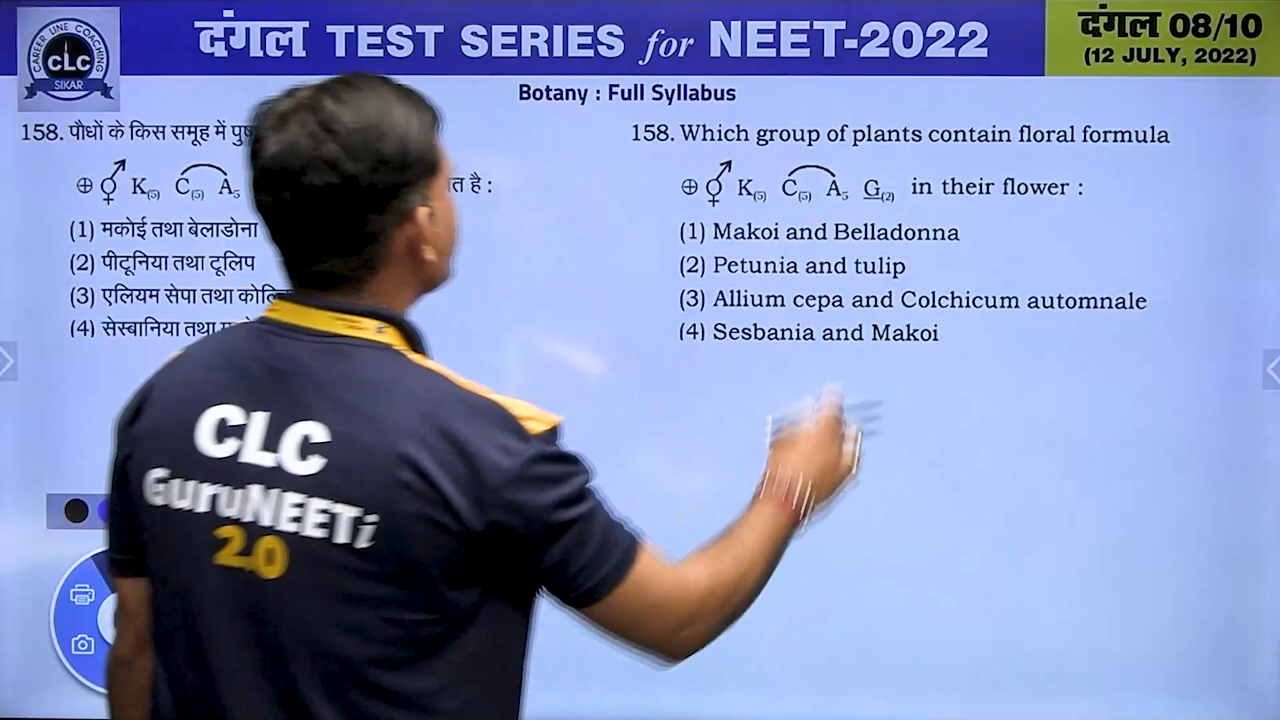 दंगल TEST SERIES for NEET-2022
दंगल 08/10
(12 JULY, 2022)
CAREER LINE COACHING
CLC
SIKAR
Botany : Full Syllabus
158. पौधों के किस समूह में
⊕ ⚥ K(5) C(5) A5 है :
(1) मकोई तथा बेलाडोना
(2) पीटूनिया तथा टूलिप
(3) एलियम सेपा तथा
(4) सेस्बानिया तथा
158. Which group of plants contain floral formula
⊕ ⚥ K(5) C(5) A5 G(2) in their flower :
(1) Makoi and Belladonna
(2) Petunia and tulip
(3) Allium cepa and Colchicum automnale
(4) Sesbania and Makoi
CLC
GuruNEETi
2.0